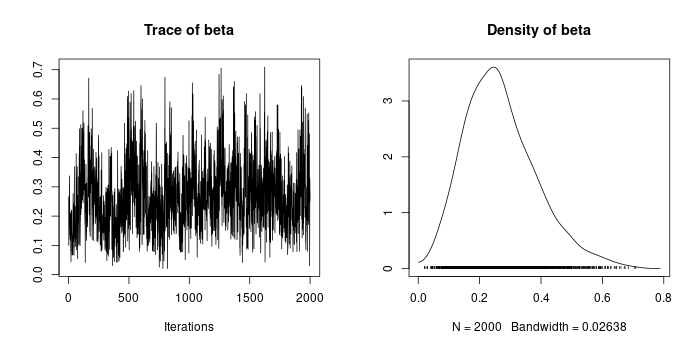 Trace of beta
0.7
0.6
0.5
0.4
0.3
0.2
0.1
0.0
0 500 1000 1500 2000
Iterations
Density of beta
3
2
1
0
0.0 0.2 0.4 0.6 0.8
N = 2000 Bandwidth = 0.02638